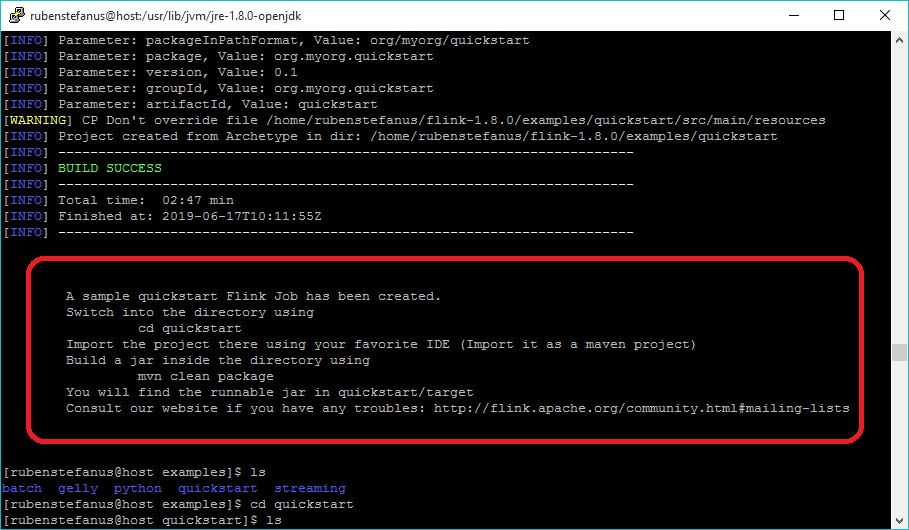 rubenstefanus@host:/usr/lib/jvm/jre-1.8.0-openjdk
[INFO] Parameter: packageInPathFormat, Value: org/myorg/quickstart
[INFO] Parameter: package, Value: org.myorg.quickstart
[INFO] Parameter: version, Value: 0.1
[INFO] Parameter: groupId, Value: org.myorg.quickstart
[INFO] Parameter: artifactId, Value: quickstart
[WARNING] CP Don't override file /home/rubenstefanus/flink-1.8.0/examples/quickstart/src/main/resources
[INFO] Project created from Archetype in dir: /home/rubenstefanus/flink-1.8.0/examples/quickstart
[INFO] ------------------------------------------------------------------------
[INFO] BUILD SUCCESS
[INFO] ------------------------------------------------------------------------
[INFO] Total time:  02:47 min
[INFO] Finished at: 2019-06-17T10:11:55Z
[INFO] ------------------------------------------------------------------------
A sample quickstart Flink Job has been created.
Switch into the directory using
cd quickstart
Import the project there using your favorite IDE (Import it as a maven project)
Build a jar inside the directory using
mvn clean package
You will find the runnable jar in quickstart/target
Consult our website if you have any troubles: http://flink.apache.org/community.html#mailing-lists
[rubenstefanus@host examples]$ ls
batch  gelly  python  quickstart  streaming
[rubenstefanus@host examples]$ cd quickstart
[rubenstefanus@host quickstart]$ ls